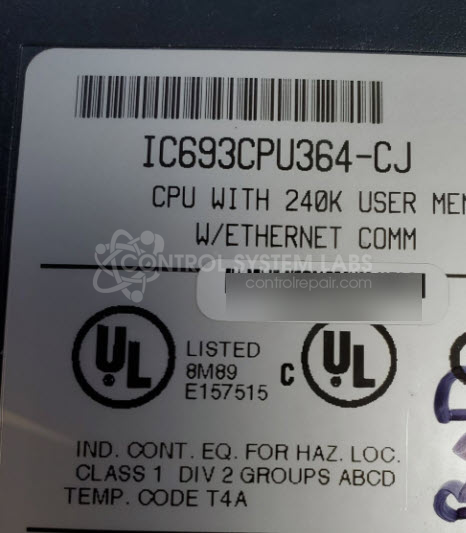 IC693CPU364-CJ
CPU WITH 240K USER MEM
W/ETHERNET COMM
CONTROL SYSTEM LABS
controlrepair.com
UL
LISTED
8M89
E157515
C UL
IND. CONT. EQ. FOR HAZ. LOC.
CLASS 1 DIV 2 GROUPS ABCD
TEMP. CODE T4A